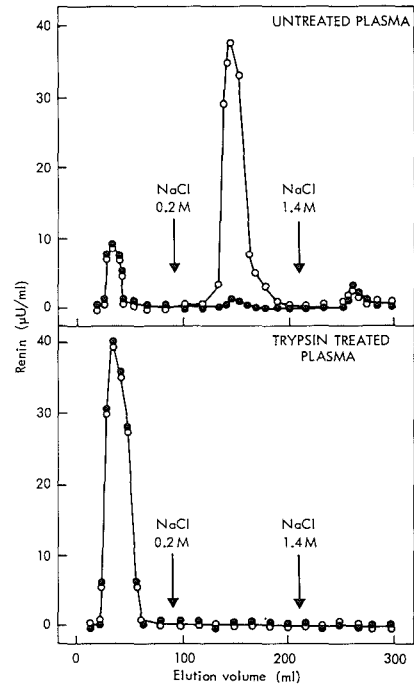 UNTREATED PLASMA
40
30
20
10
0
NaCl
0.2 M
NaCl
1.4 M
Renin (μU/ml)
TRYPSIN TREATED
PLASMA
40
30
20
10
0
NaCl
0.2 M
NaCl
1.4 M
0
100
200
300
Elution volume (ml)